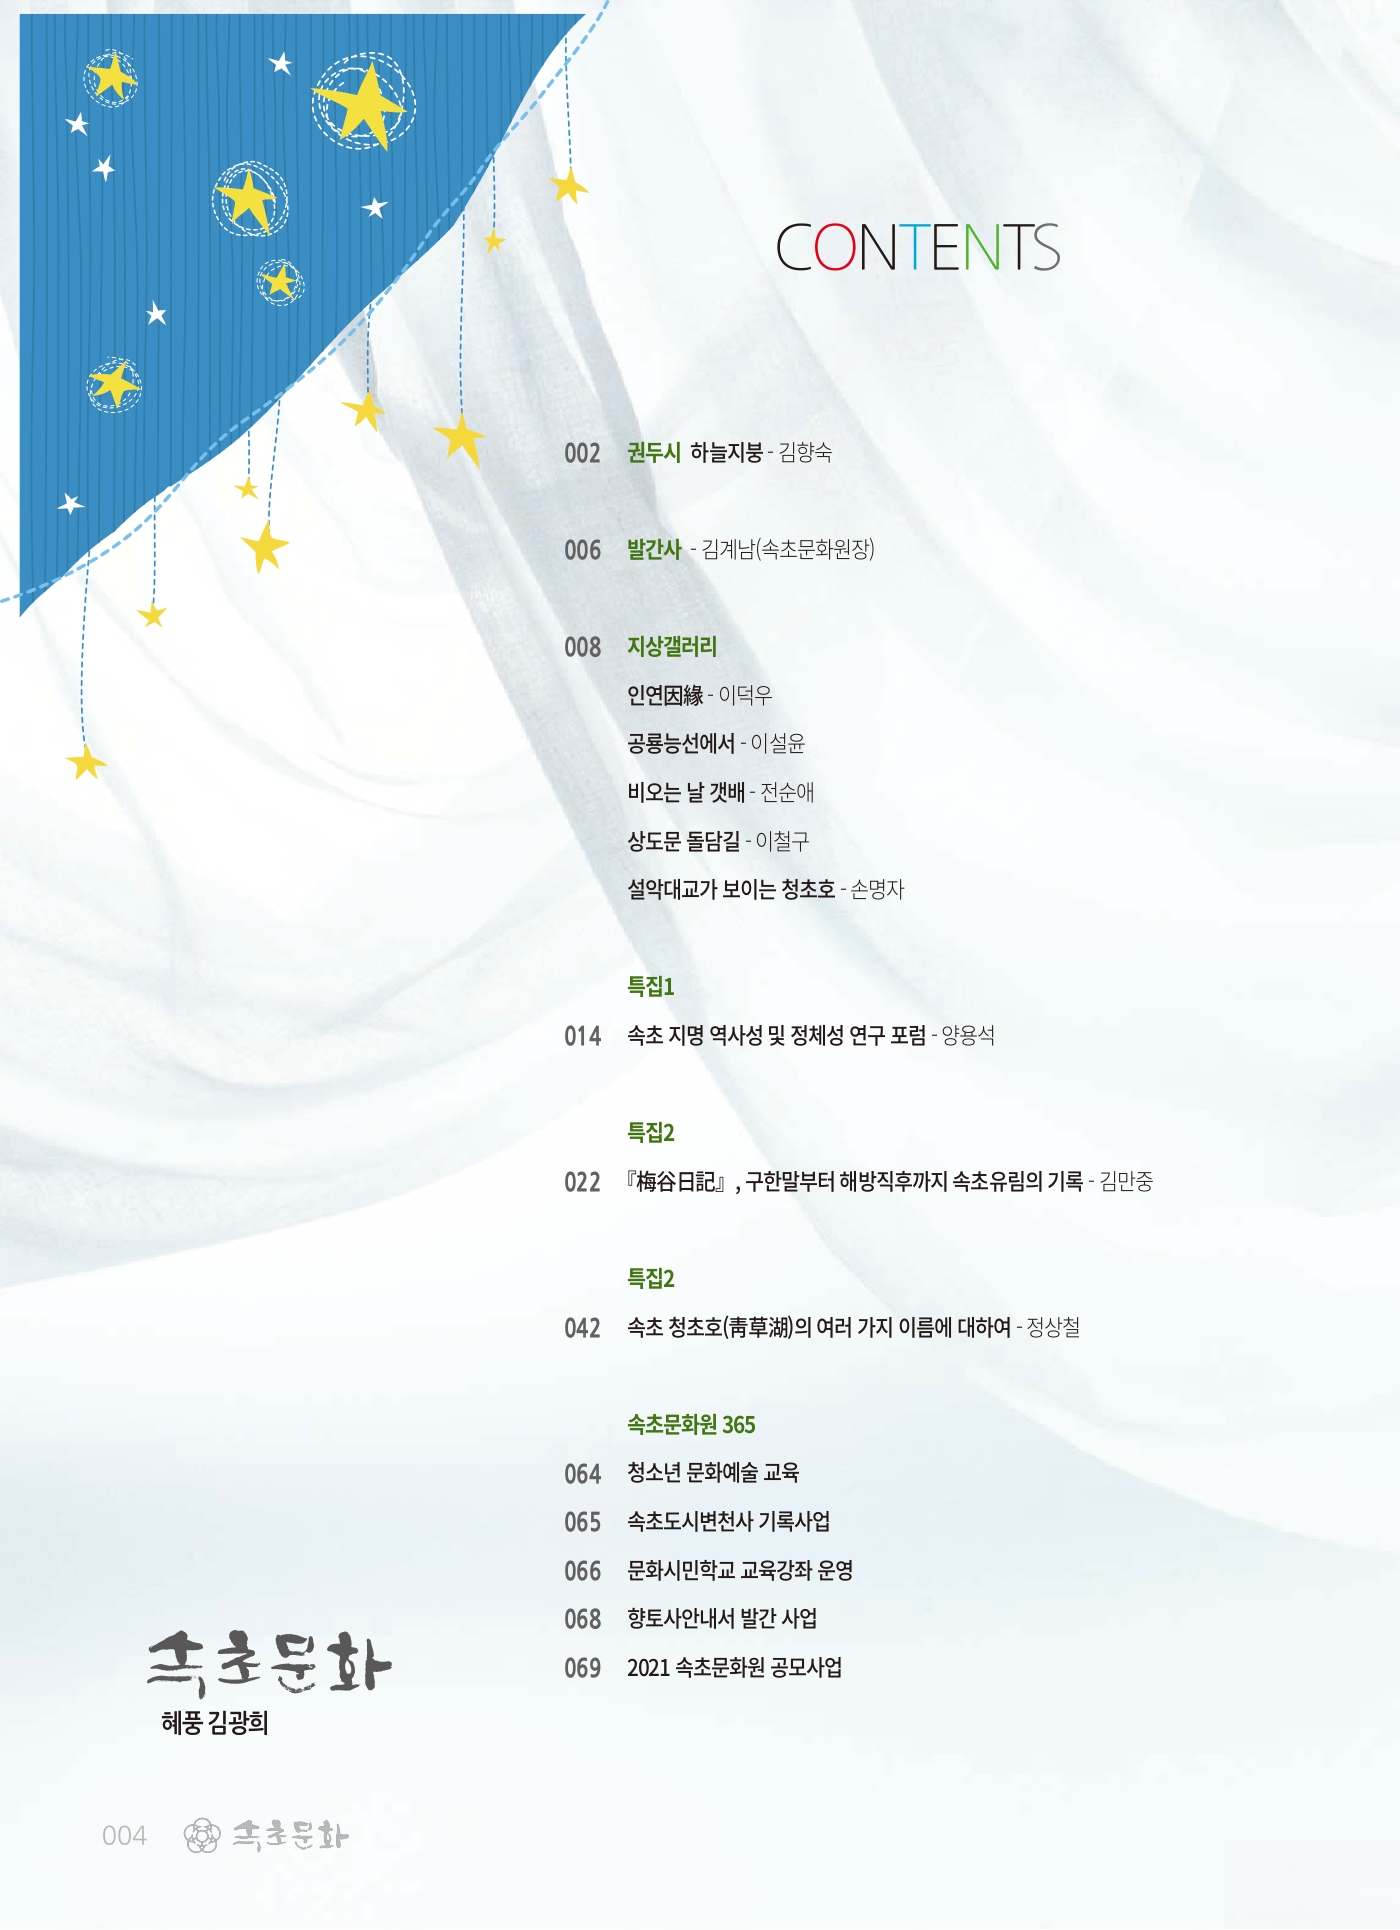 CONTENTS
002 권두시 하늘지붕 - 김향숙
006 발간사 - 김계남(속초문화원장)
008 지상갤러리
인연因緣 - 이덕우
공룡능선에서 - 이설윤
비오는 날 갯배 - 전순애
상도문 돌담길 - 이철구
설악대교가 보이는 청초호 - 손명자
특집1
014 속초 지명 역사성 및 정체성 연구 포럼 - 양용석
특집2
022 『梅谷日記』, 구한말부터 해방직후까지 속초유림의 기록 - 김만중
특집2
042 속초 청초호(靑草湖)의 여러 가지 이름에 대하여 - 정상철
속초문화원 365
064 청소년 문화예술 교육
065 속초도시변천사 기록사업
066 문화시민학교 교육강좌 운영
068 향토사안내서 발간 사업
069 2021 속초문화원 공모사업
속초문화
혜풍 김광희
004 속초문화